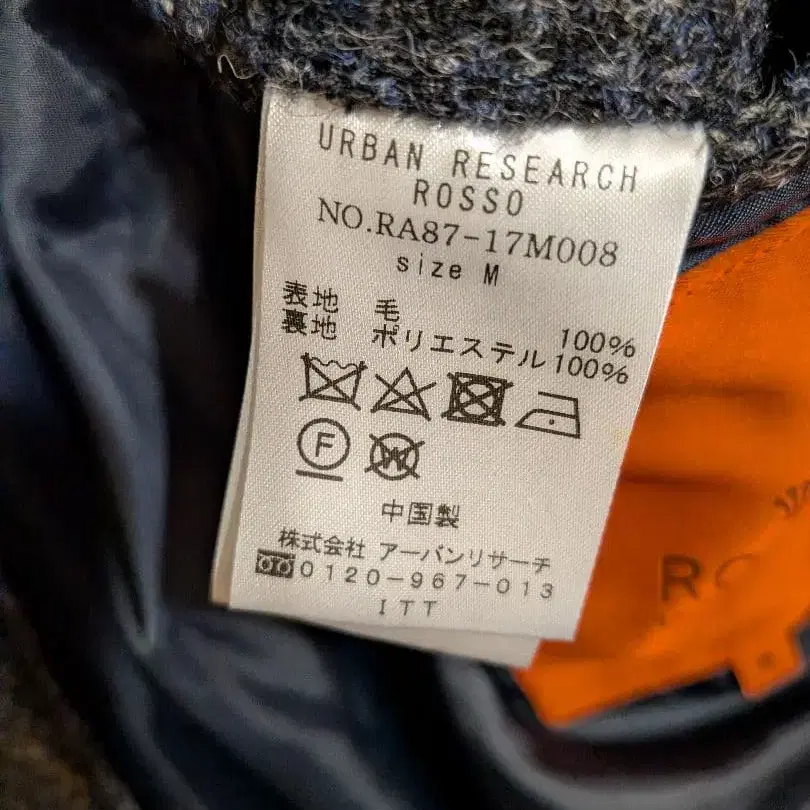 URBAN RESEARCH
ROSSO
NO.RA87-17M008
size M
表地 毛 100%
裏地 ポリエステル 100%
F
W
中国製
株式会社 アーバンリサーチ
0120-967-013
ITT